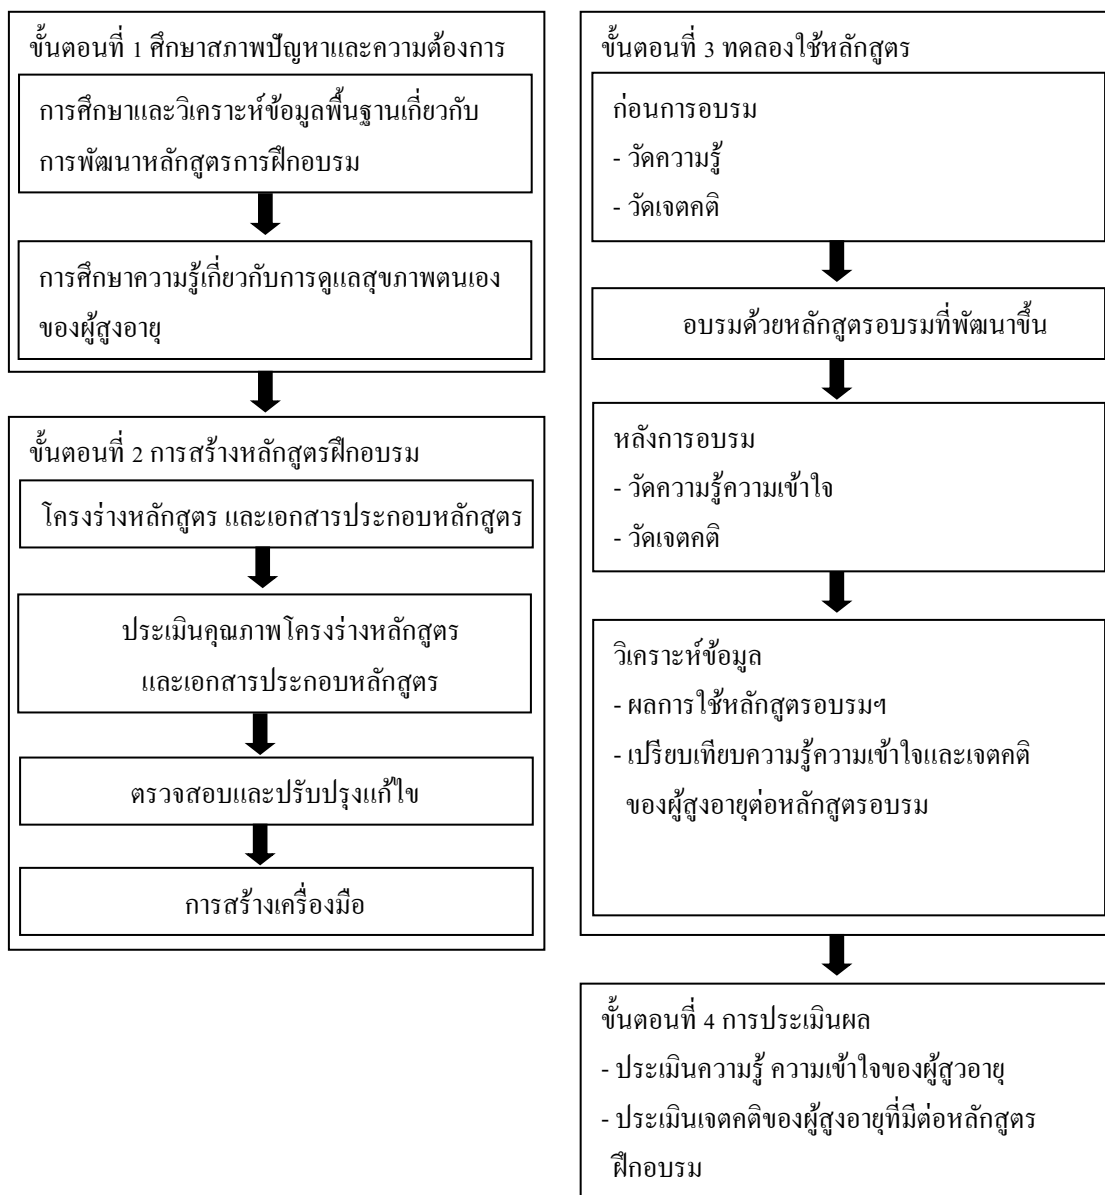 ขั้นตอนที่ 1 ศึกษาสภาพปัญหาและความต้องการ
การศึกษาและวิเคราะห์ข้อมูลพื้นฐานเกี่ยวกับ
การพัฒนาหลักสูตรการฝึกอบรม
การศึกษาความรู้เกี่ยวกับการดูแลสุขภาพตนเอง
ของผู้สูงอายุ
ขั้นตอนที่ 2 การสร้างหลักสูตรฝึกอบรม
โครงร่างหลักสูตร และเอกสารประกอบหลักสูตร
ประเมินคุณภาพโครงร่างหลักสูตร
และเอกสารประกอบหลักสูตร
ตรวจสอบและปรับปรุงแก้ไข
การสร้างเครื่องมือ
ขั้นตอนที่ 3 ทดลองใช้หลักสูตร
ก่อนการอบรม
- วัดความรู้
- วัดเจตคติ
อบรมด้วยหลักสูตรอบรมที่พัฒนาขึ้น
หลังการอบรม
- วัดความรู้ความเข้าใจ
- วัดเจตคติ
วิเคราะห์ข้อมูล
- ผลการใช้หลักสูตรอบรมฯ
- เปรียบเทียบความรู้ความเข้าใจและเจตคติ
ของผู้สูงอายุต่อหลักสูตรอบรม
ขั้นตอนที่ 4 การประเมินผล
- ประเมินความรู้ ความเข้าใจของผู้สูวอายุ
- ประเมินเจตคติของผู้สูงอายุที่มีต่อหลักสูตร
ฝึกอบรม